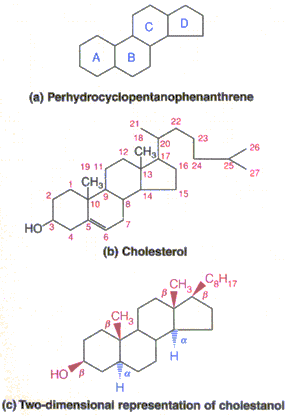 C D
A B
(a) Perhydrocyclopentanophenanthrene
21 22
18 20 23
12 CH3 17 24 25 26
19 11 13 16 27
1 CH3 9 14 15
2 10 8
HO 3 5 7
4 6
(b) Cholesterol
β C8H17
CH3 β
β CH3
α
H
HO β α
H
(c) Two-dimensional representation of cholestanol